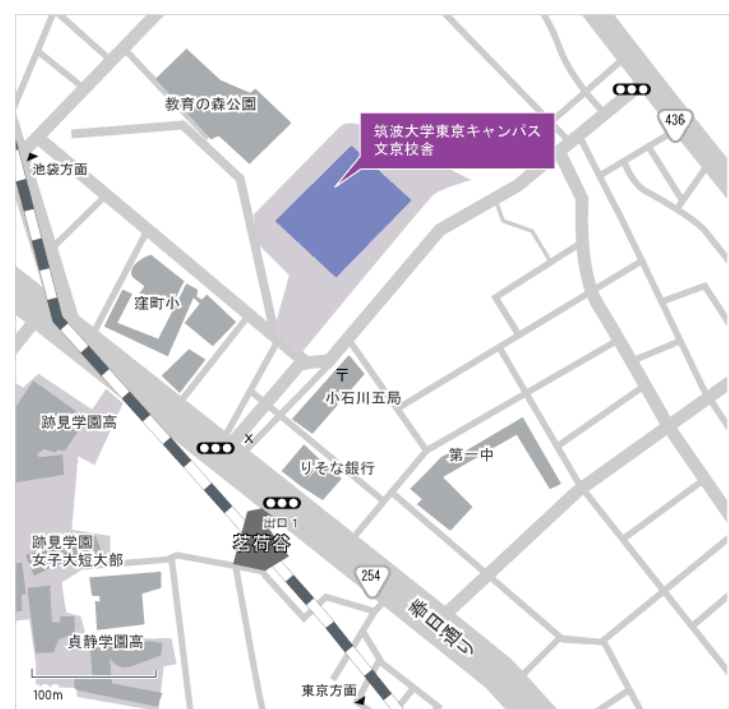 教育の森公園
筑波大学東京キャンパス
文京校舎
436
池袋方面
窪町小
〒
小石川五局
跡見学園高
X
りそな銀行
第一中
出口1
茗荷谷
跡見学園
女子大短大部
254
春日通り
貞静学園高
100m
東京方面